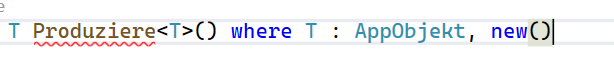 T Produziere<T>() where T : AppObjekt, new()